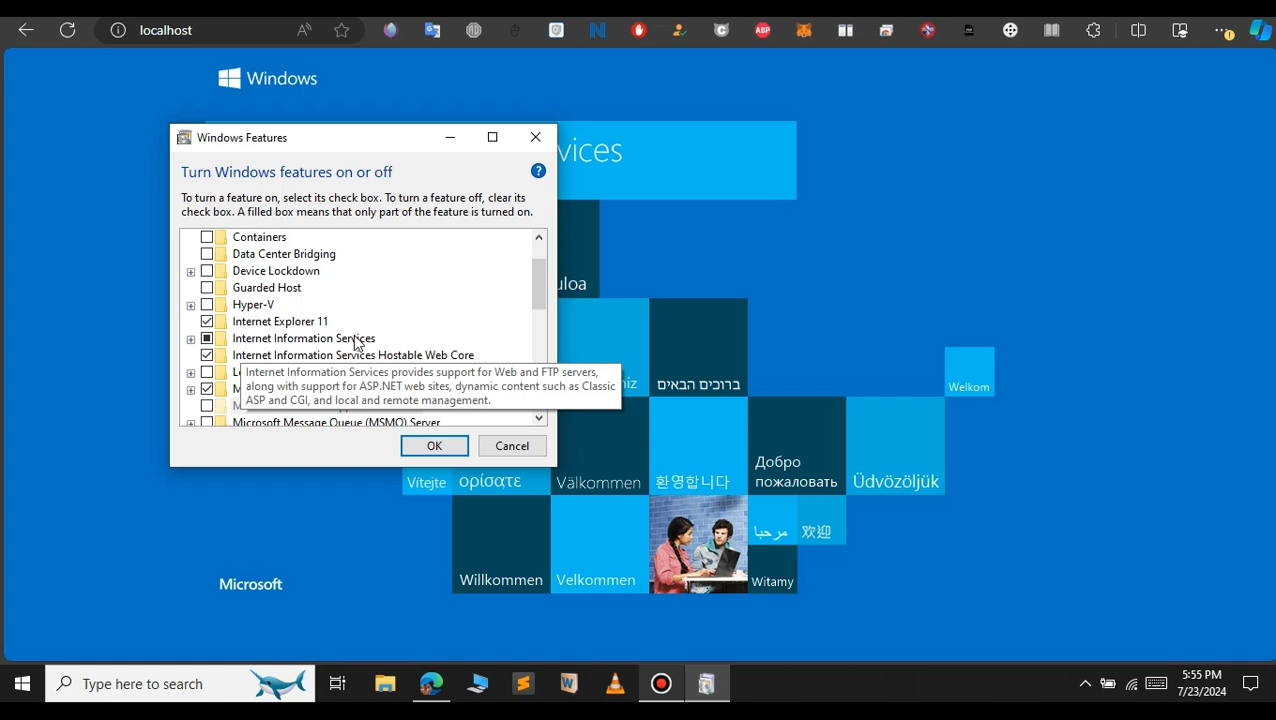 localhost
Windows
Windows Features
Turn Windows features on or off
To turn a feature on, select its check box. To turn a feature off, clear its
check box. A filled box means that only part of the feature is turned on.
Containers
Data Center Bridging
Device Lockdown
Guarded Host
Hyper-V
Internet Explorer 11
Internet Information Services
Internet Information Services Hostable Web Core
Internet Information Services provides support for Web and FTP servers,
along with support for ASP.NET web sites, dynamic content such as Classic
ASP and CGI, and local and remote management.
Microsoft Message Queue (MSMQ) Server
OK
Cancel
vices
uloa
niz
ברוכים הבאים
Welkom
Vítejte
ορίσατε
Välkommen
환영합니다
Добро
пожаловать
Üdvözöljük
مرحبا
欢迎
Willkommen
Velkommen
Witamy
Microsoft
ABP
Type here to search
5:55 PM
7/23/2024